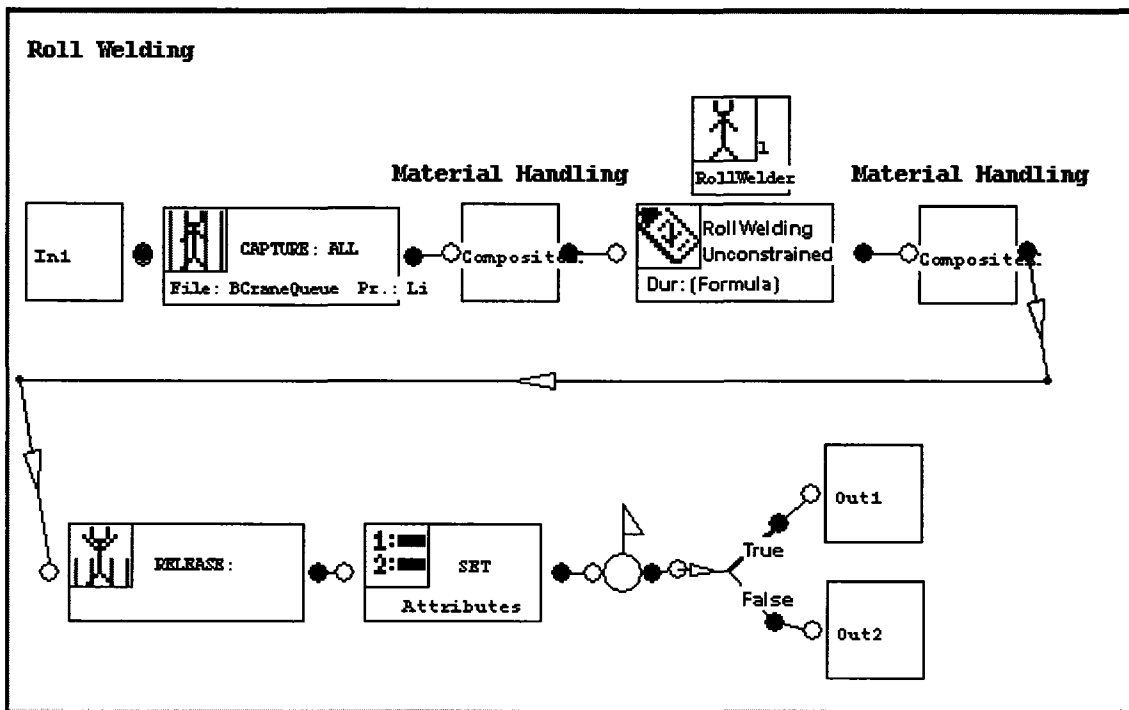 Roll Welding
1
RollWelder
Material Handling
Material Handling
In1
CAPTURE: ALL
File: BCraneQueue Pr.: Li
Composite
RollWelding
Unconstrained
Dur: (Formula)
Composite
RELEASE:
1:
2:
SET
Attributes
True
False
Out1
Out2